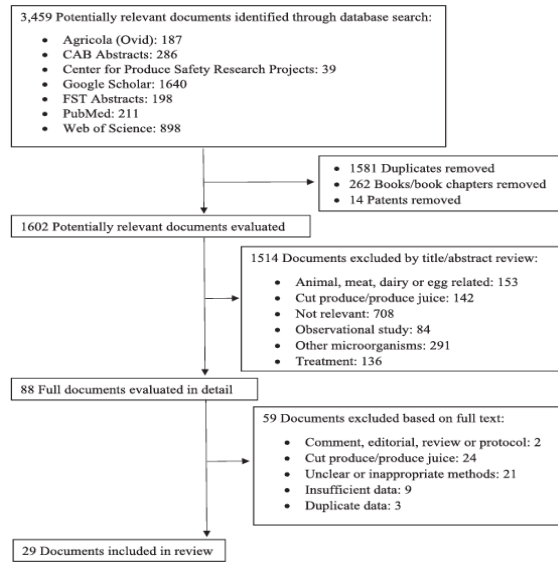 3,459 Potentially relevant documents identified through database search:
• Agricola (Ovid): 187
• CAB Abstracts: 286
• Center for Produce Safety Research Projects: 39
• Google Scholar: 1640
• FST Abstracts: 198
• PubMed: 211
• Web of Science: 898
• 1581 Duplicates removed
• 262 Books/book chapters removed
• 14 Patents removed
1602 Potentially relevant documents evaluated
1514 Documents excluded by title/abstract review:
• Animal, meat, dairy or egg related: 153
• Cut produce/produce juice: 142
• Not relevant: 708
• Observational study: 84
• Other microorganisms: 291
• Treatment: 136
88 Full documents evaluated in detail
59 Documents excluded based on full text:
• Comment, editorial, review or protocol: 2
• Cut produce/produce juice: 24
• Unclear or inappropriate methods: 21
• Insufficient data: 9
• Duplicate data: 3
29 Documents included in review